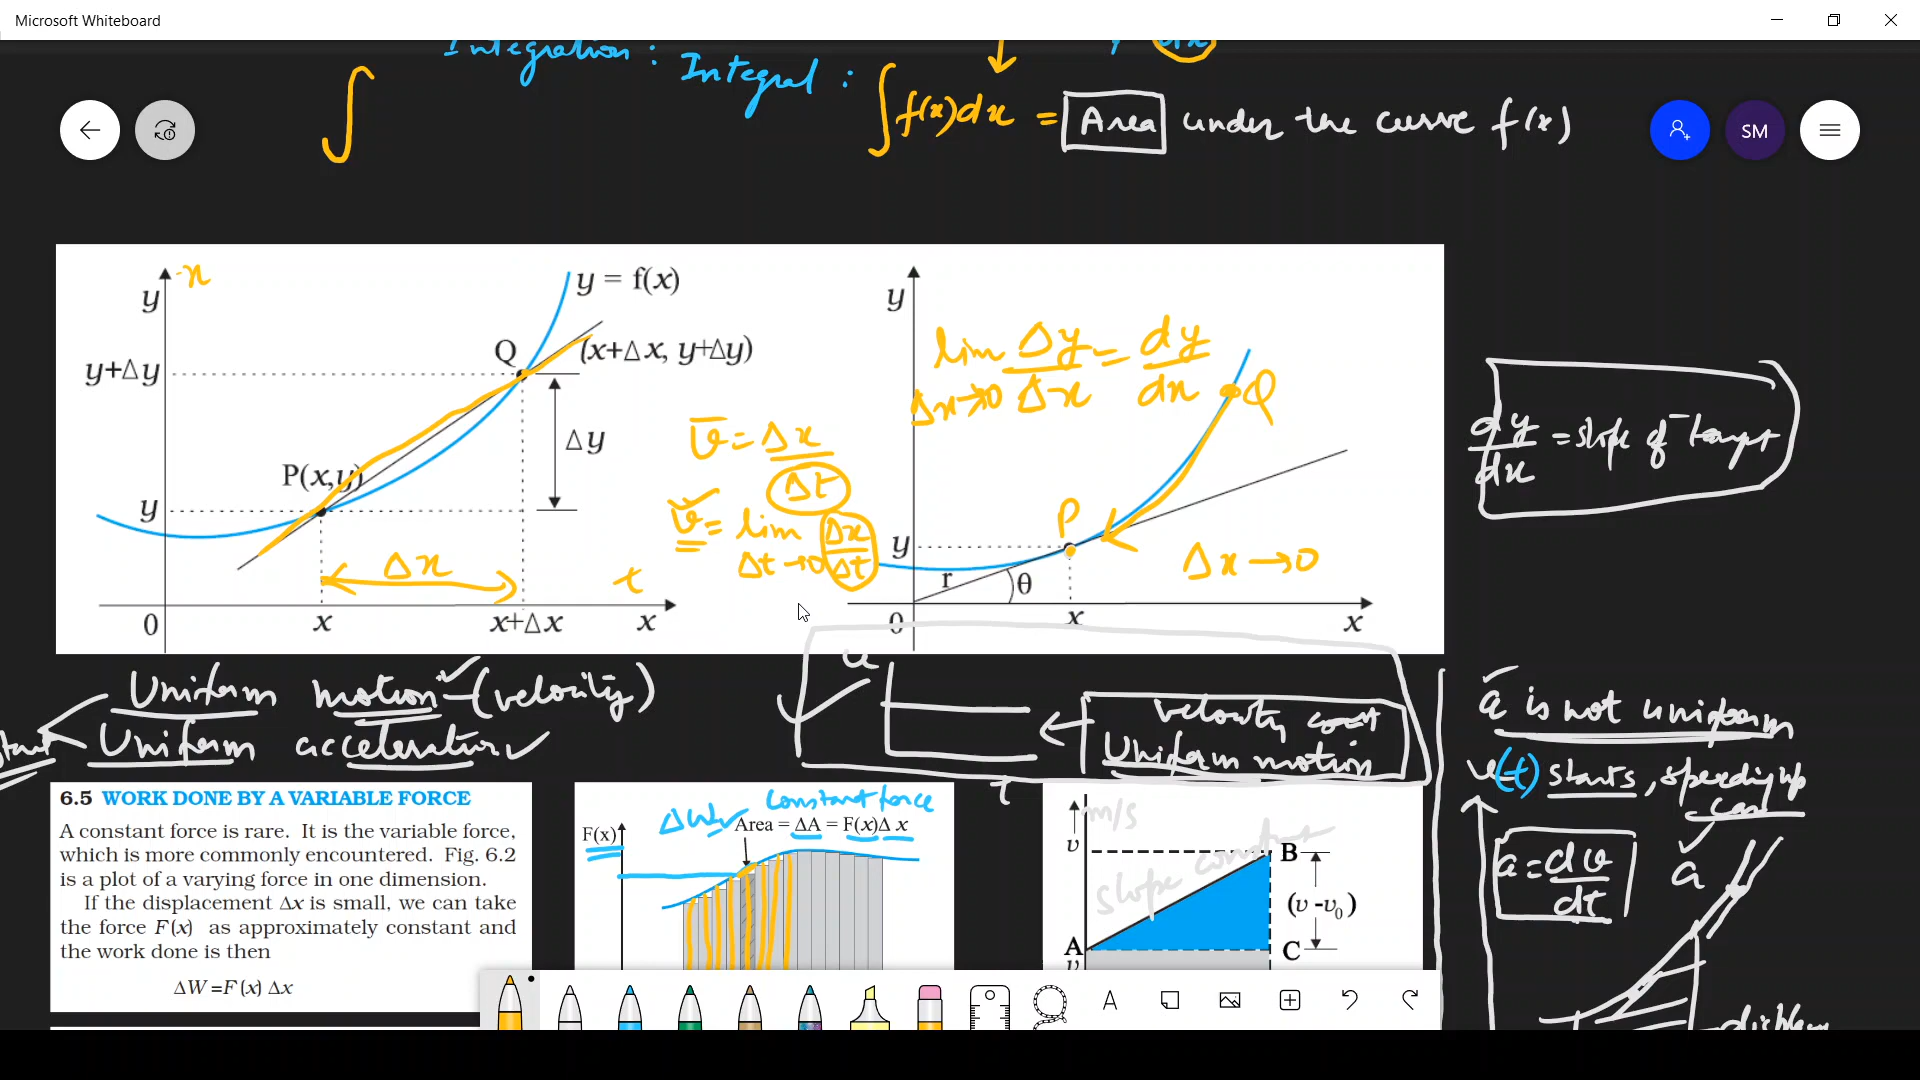 Microsoft Whiteboard
Integration :
Integral :
∫
∫f(x)dx = Area under the curve f(x)
dx
SM
x
y
y = f(x)
Q
(x+Δx, y+Δy)
y+Δy
Δy
P(x,y)
y
Δx
t
0
x
x+Δx
x
v̅ = Δx/Δt
v = lim Δt→0 Δx/Δt
y
lim Δx→0 Δy/Δx = dy/dx
Q
P
y
r
θ
Δx→0
0
x
x
dy/dx = slope of tangent
Uniform motion - (velocity)
Uniform acceleration
velocity const
Uniform motion
t
a̅ is not uniform
v(t) starts, speeding up
car
a = dv/dt
a
6.5 WORK DONE BY A VARIABLE FORCE
A constant force is rare. It is the variable force,
which is more commonly encountered. Fig. 6.2
is a plot of a varying force in one dimension.
If the displacement Δx is small, we can take
the force F(x) as approximately constant and
the work done is then
ΔW =F (x) Δx
Constant force
ΔW
Area = ΔA = F(x)Δ x
F(x)
m/s
v
B
slope constant
(v -v₀)
A
C
A